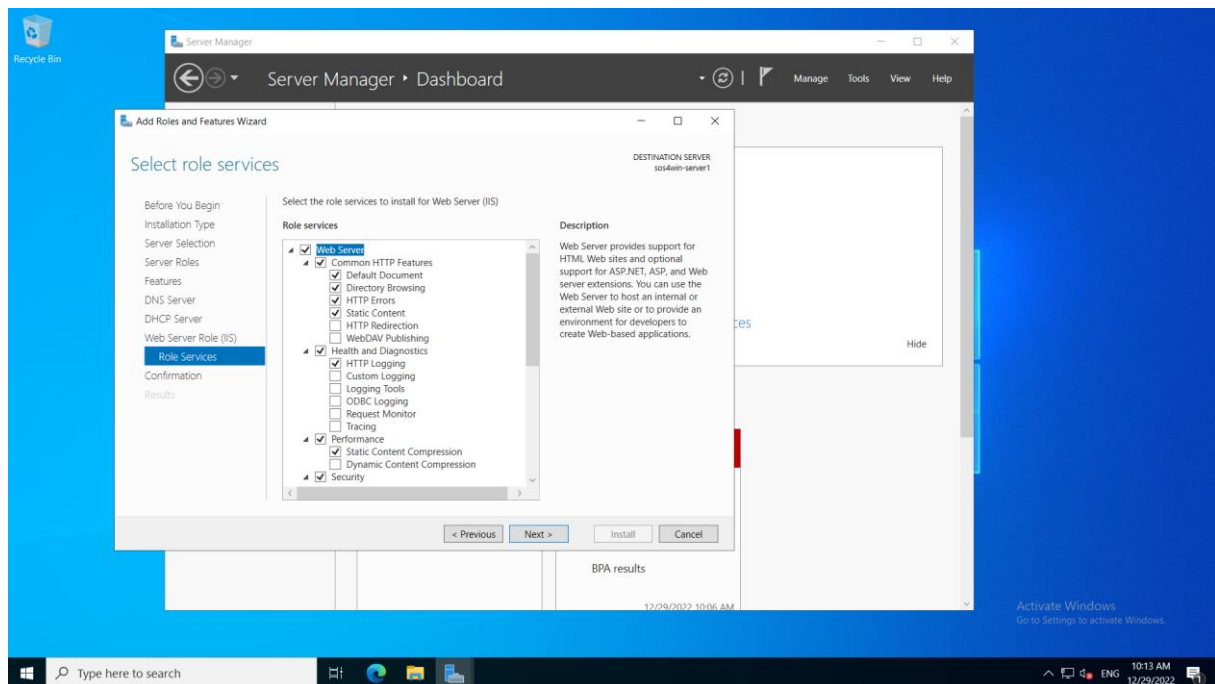 Recycle Bin
Server Manager
Server Manager • Dashboard
Manage Tools View Help
Add Roles and Features Wizard
Select role services
DESTINATION SERVER
sos4win-server1
Before You Begin
Installation Type
Server Selection
Server Roles
Features
DNS Server
DHCP Server
Web Server Role (IIS)
Role Services
Confirmation
Results
Select the role services to install for Web Server (IIS)
Role services
Web Server
Common HTTP Features
Default Document
Directory Browsing
HTTP Errors
Static Content
HTTP Redirection
WebDAV Publishing
Health and Diagnostics
HTTP Logging
Custom Logging
Logging Tools
ODBC Logging
Request Monitor
Tracing
Performance
Static Content Compression
Dynamic Content Compression
Security
Description
Web Server provides support for
HTML Web sites and optional
support for ASP.NET, ASP, and Web
server extensions. You can use the
Web Server to host an internal or
external Web site or to provide an
environment for developers to
create Web-based applications.
< Previous Next > Install Cancel
ces
Hide
BPA results
12/29/2022 10:06 AM
Activate Windows
Go to Settings to activate Windows.
Type here to search
ENG
10:13 AM
12/29/2022
1